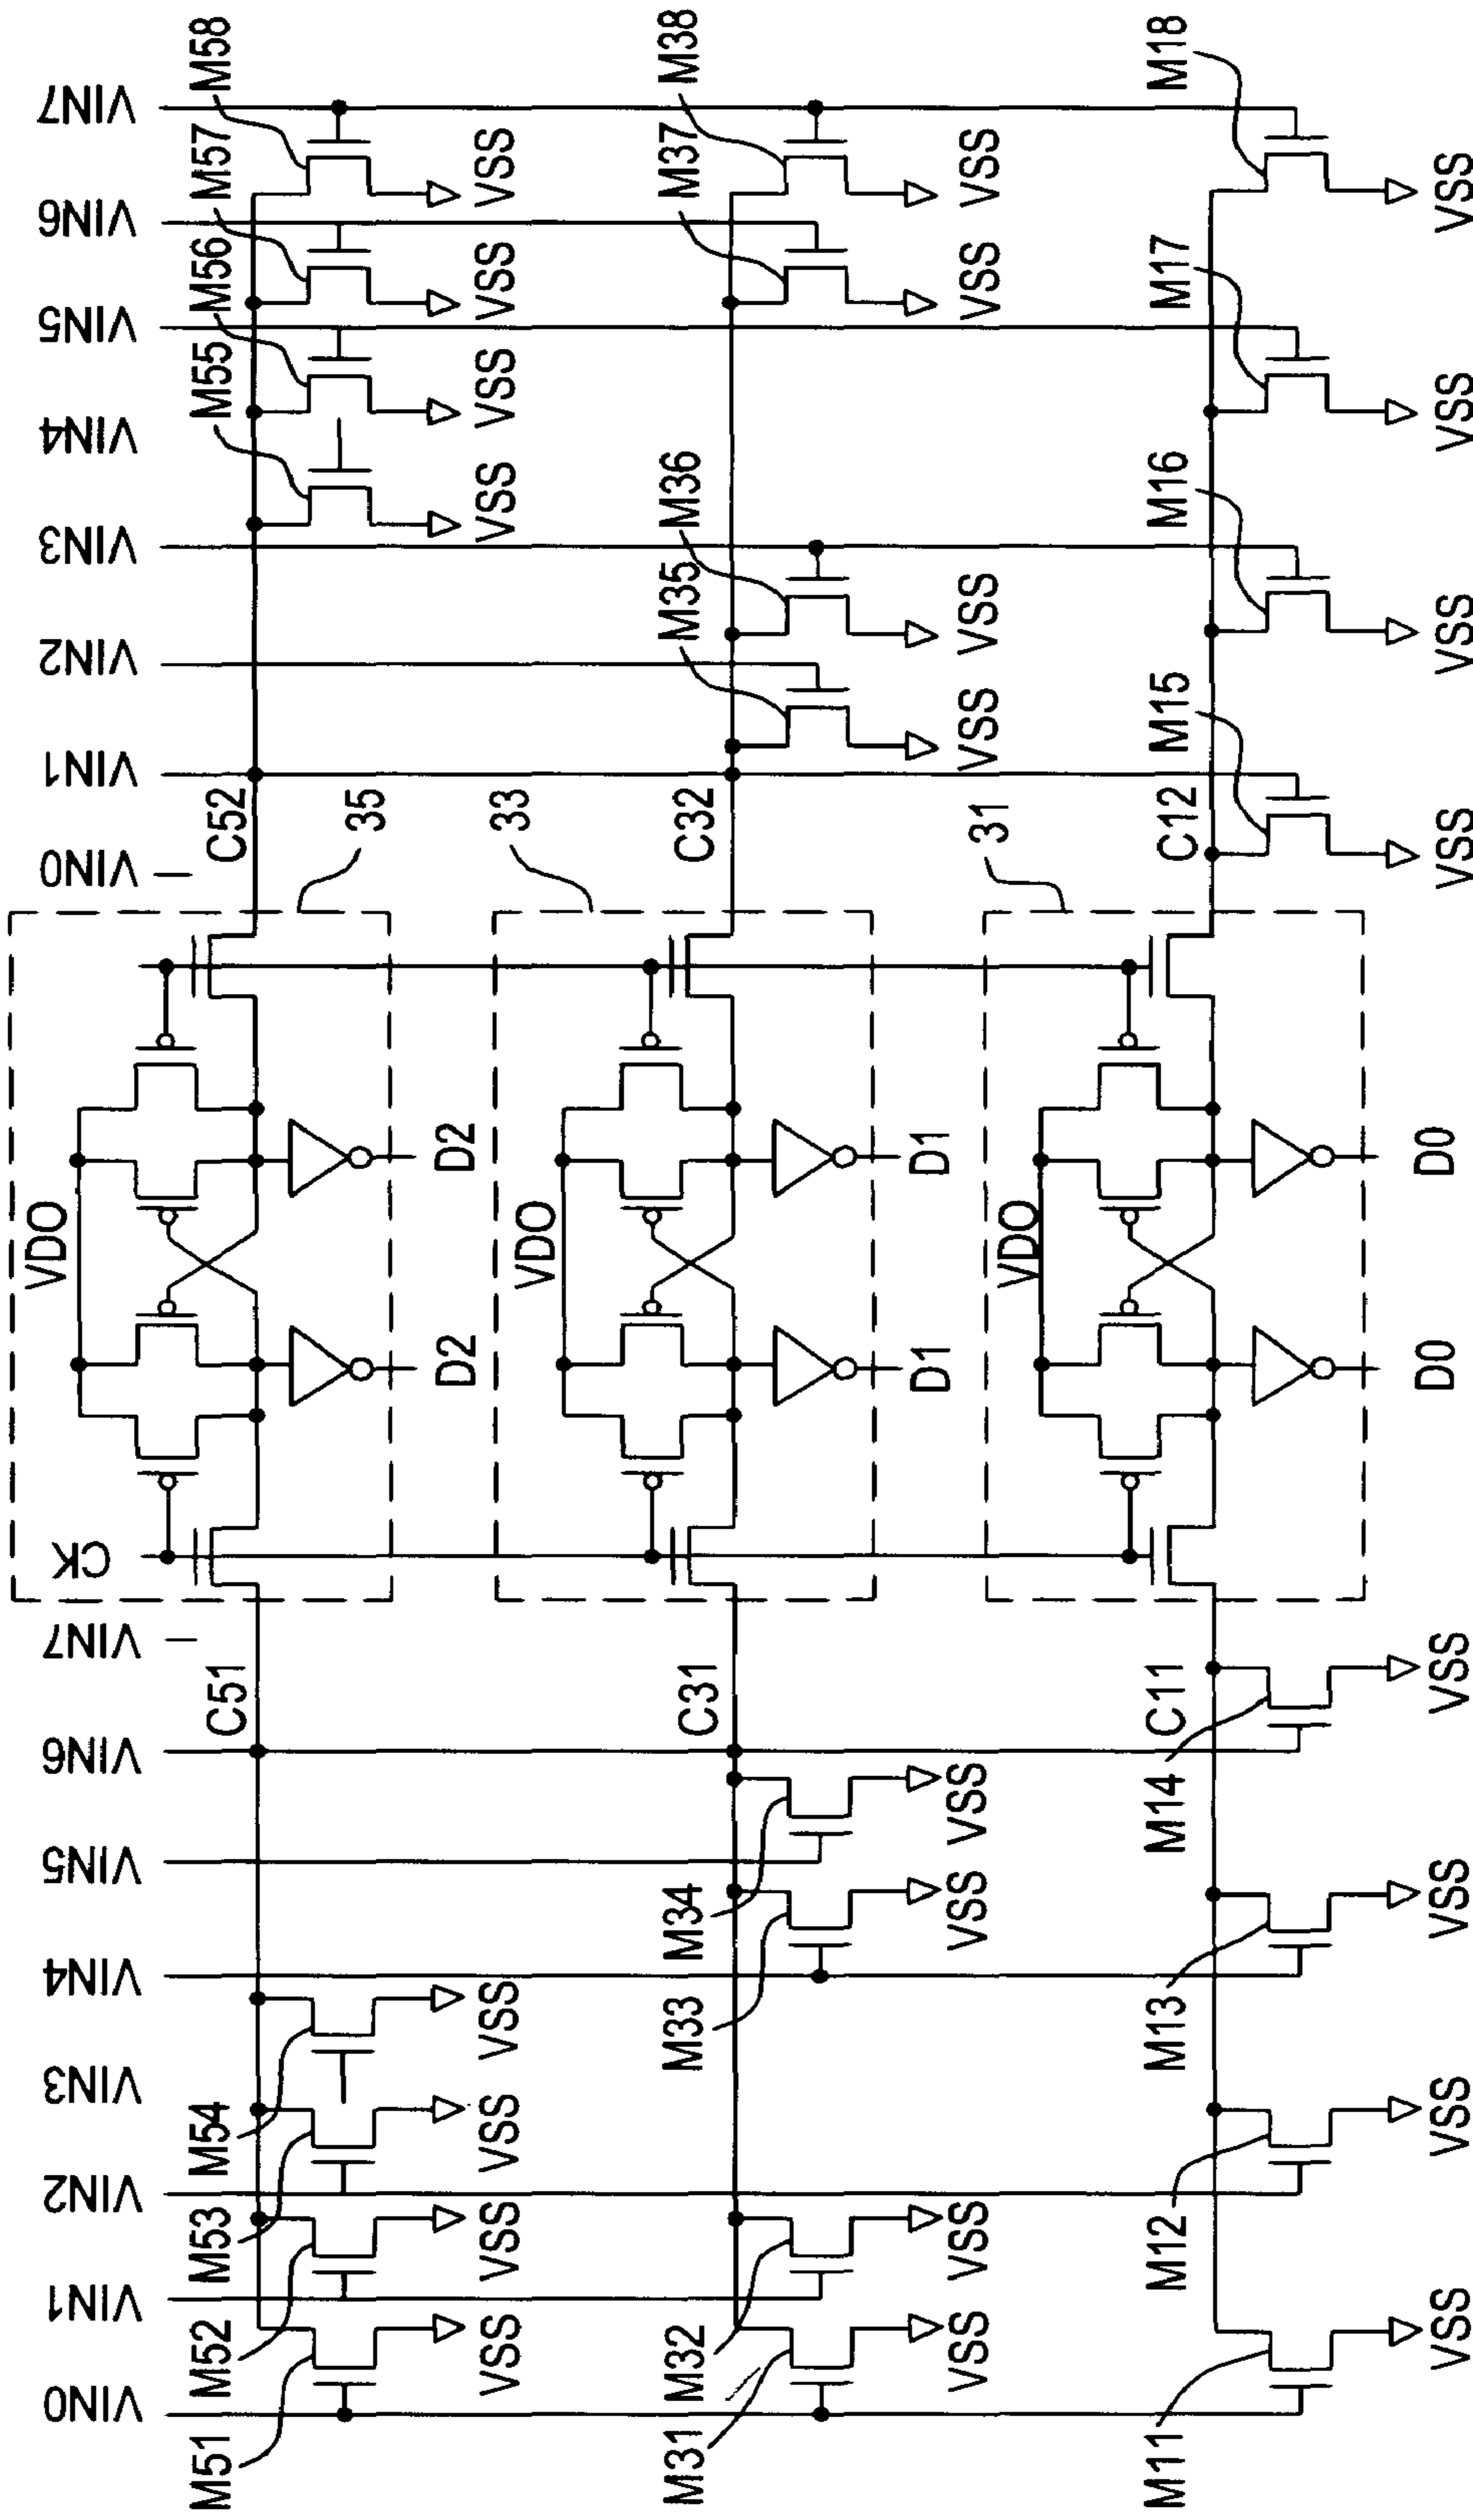 VIN0 VIN1 VIN2 VIN3 VIN4 VIN5 VIN6 VIN7 CK VIN0 VIN1 VIN2 VIN3 VIN4 VIN5 VIN6 VIN7
VDO
M51 M52 M53 M54 C51 C52 M55 M56 M57 M58
35
D2 D2
VSS VSS VSS VSS VSS VSS VSS VSS
33
VDO
M31 M32 M33 M34 C31 C32 M35 M36 M37 M38
D1 D1
VSS VSS VSS VSS VSS VSS VSS VSS
31
VDO
M11 M12 M13 M14 C11 C12 M15 M16 M17 M18
D0 D0
VSS VSS VSS VSS VSS VSS VSS VSS